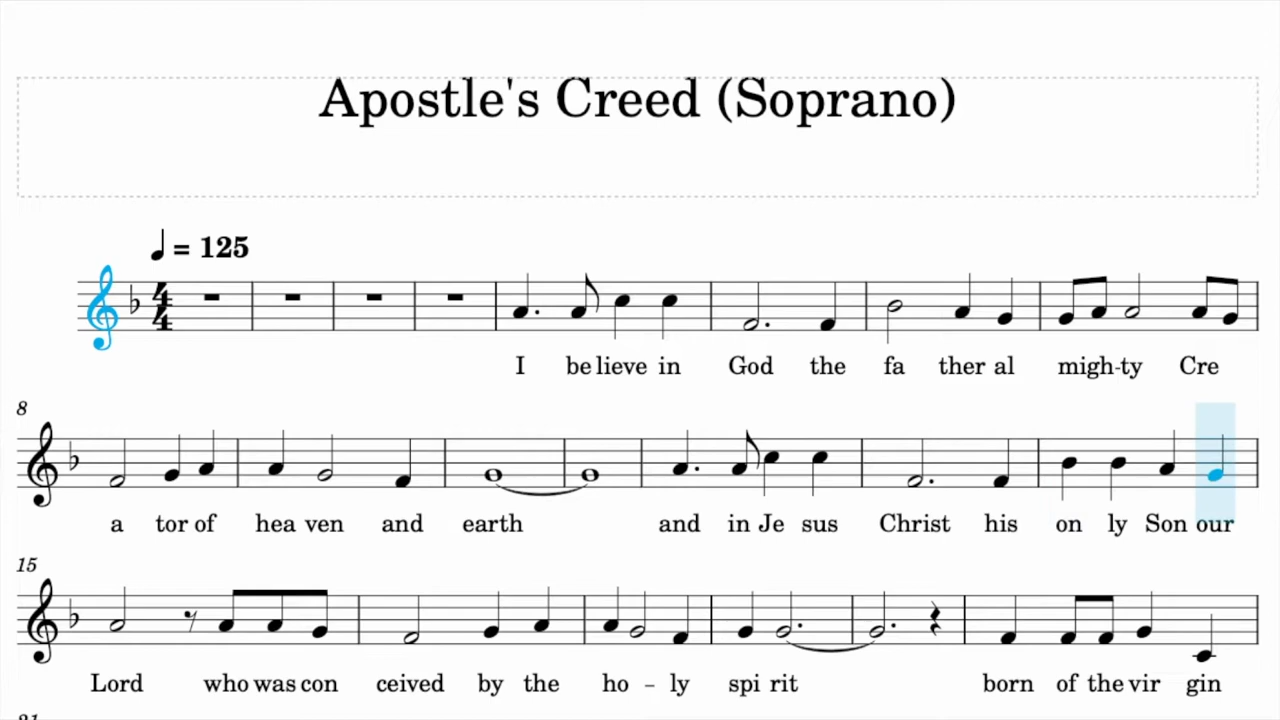 Apostle's Creed (Soprano)
♩ = 125
4 4
I be lieve in God the fa ther al migh-ty Cre
8
a tor of hea ven and earth and in Je sus Christ his on ly Son our
15
Lord who was con ceived by the ho - ly spi rit born of the vir gin